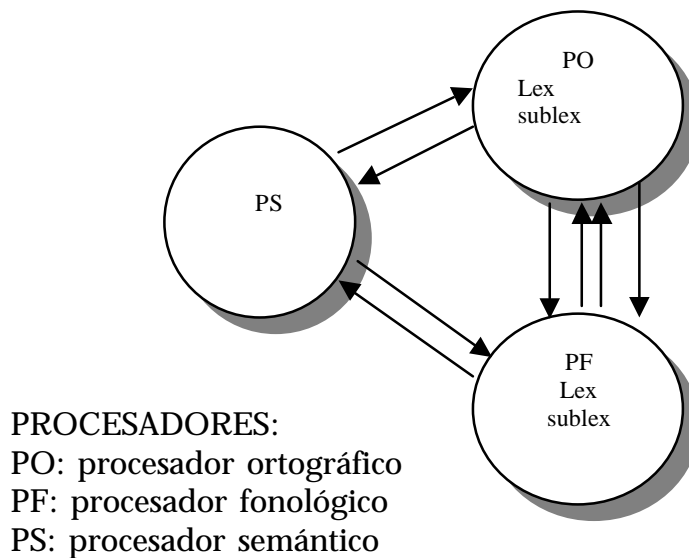 PO
Lex
sublex
PS
PF
Lex
sublex
PROCESADORES:
PO: procesador ortográfico
PF: procesador fonológico
PS: procesador semántico